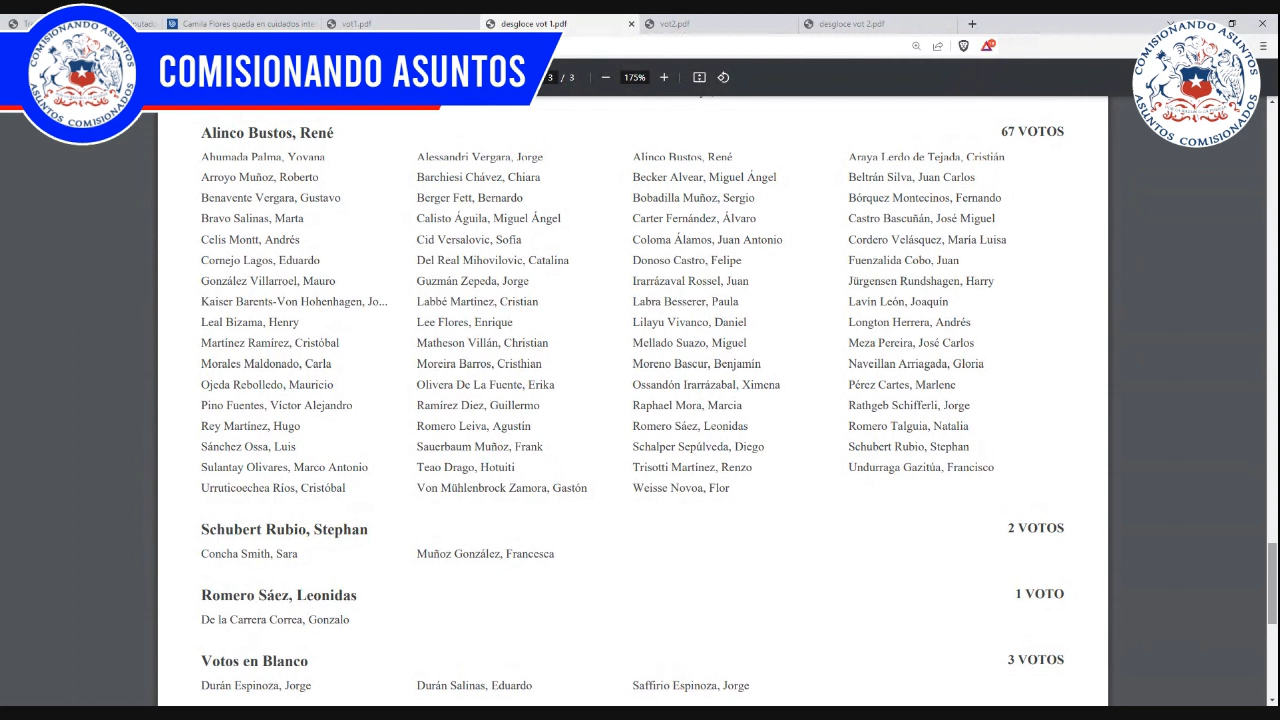 Camila Flores queda en cuidados inte
vot1.pdf
desgloce vot 1.pdf
vot2.pdf
desgloce vot 2.pdf
COMISIONANDO ASUNTOS
3 / 3
175%
COMISIONANDO ASUNTOS
ASUNTOS COMISIONADOS
COMISIONANDO ASUNTOS
ASUNTOS COMISIONADOS
Alinco Bustos, René 67 VOTOS
Ahumada Palma, Yovana Alessandri Vergara, Jorge Alinco Bustos, René Araya Lerdo de Tejada, Cristián
Arroyo Muñoz, Roberto Barchiesi Chávez, Chiara Becker Alvear, Miguel Ángel Beltrán Silva, Juan Carlos
Benavente Vergara, Gustavo Berger Fett, Bernardo Bobadilla Muñoz, Sergio Bórquez Montecinos, Fernando
Bravo Salinas, Marta Calisto Águila, Miguel Ángel Carter Fernández, Álvaro Castro Bascuñán, José Miguel
Celis Montt, Andrés Cid Versalovic, Sofía Coloma Álamos, Juan Antonio Cordero Velásquez, María Luisa
Cornejo Lagos, Eduardo Del Real Mihovilovic, Catalina Donoso Castro, Felipe Fuenzalida Cobo, Juan
González Villarroel, Mauro Guzmán Zepeda, Jorge Irarrázaval Rossel, Juan Jürgensen Rundshagen, Harry
Kaiser Barents-Von Hohenhagen, Jo... Labbé Martínez, Cristian Labra Besserer, Paula Lavín León, Joaquín
Leal Bizama, Henry Lee Flores, Enrique Lilayu Vivanco, Daniel Longton Herrera, Andrés
Martínez Ramírez, Cristóbal Matheson Villán, Christian Mellado Suazo, Miguel Meza Pereira, José Carlos
Morales Maldonado, Carla Moreira Barros, Cristhian Moreno Bascur, Benjamín Naveillan Arriagada, Gloria
Ojeda Rebolledo, Mauricio Olivera De La Fuente, Erika Ossandón Irarrázabal, Ximena Pérez Cartes, Marlene
Pino Fuentes, Víctor Alejandro Ramírez Diez, Guillermo Raphael Mora, Marcia Rathgeb Schifferli, Jorge
Rey Martínez, Hugo Romero Leiva, Agustín Romero Sáez, Leonidas Romero Talguia, Natalia
Sánchez Ossa, Luis Sauerbaum Muñoz, Frank Schalper Sepúlveda, Diego Schubert Rubio, Stephan
Sulantay Olivares, Marco Antonio Teao Drago, Hotuiti Trisotti Martínez, Renzo Undurraga Gazitúa, Francisco
Urruticoechea Ríos, Cristóbal Von Mühlenbrock Zamora, Gastón Weisse Novoa, Flor
Schubert Rubio, Stephan 2 VOTOS
Concha Smith, Sara Muñoz González, Francesca
Romero Sáez, Leonidas 1 VOTO
De la Carrera Correa, Gonzalo
Votos en Blanco 3 VOTOS
Durán Espinoza, Jorge Durán Salinas, Eduardo Saffirio Espinoza, Jorge